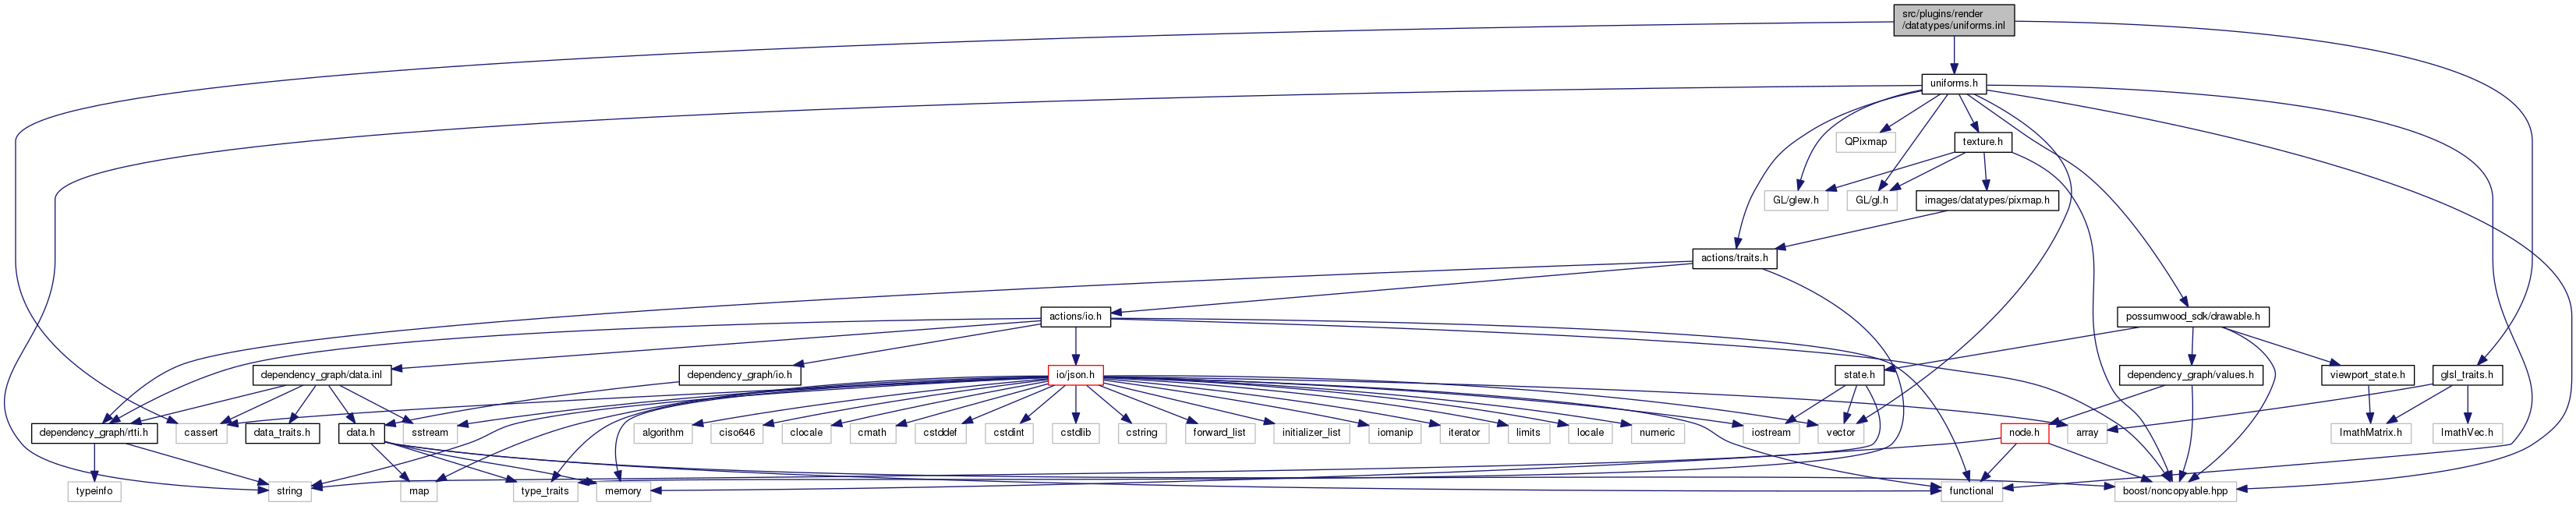 src/plugins/render
/datatypes/uniforms.inl
uniforms.h
QPixmap
texture.h
GL/glew.h
GL/gl.h
images/datatypes/pixmap.h
actions/traits.h
actions/io.h
possumwood_sdk/drawable.h
dependency_graph/data.inl
dependency_graph/io.h
io/json.h
state.h
dependency_graph/values.h
viewport_state.h
glsl_traits.h
dependency_graph/rtti.h
cassert
data_traits.h
data.h
sstream
algorithm
ciso646
clocale
cmath
cstddef
cstdint
cstdlib
cstring
forward_list
initializer_list
iomanip
iterator
limits
locale
numeric
iostream
vector
node.h
array
ImathMatrix.h
ImathVec.h
typeinfo
string
map
type_traits
memory
functional
boost/noncopyable.hpp